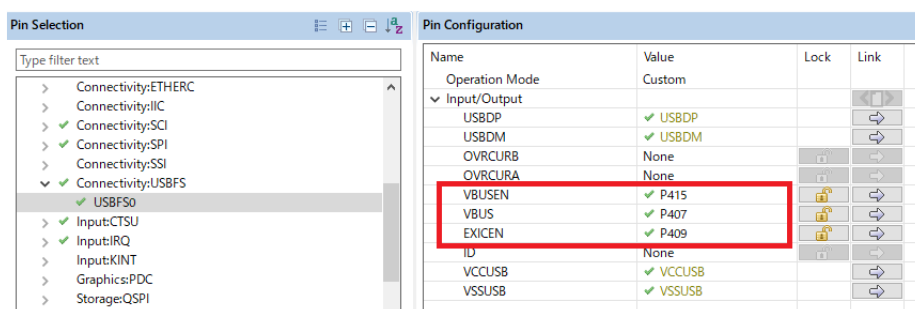 Pin Selection
Type filter text
Connectivity:ETHERC
Connectivity:IIC
Connectivity:SCI
Connectivity:SPI
Connectivity:SSI
Connectivity:USBFS
USBFS0
Input:CTSU
Input:IRQ
Input:KINT
Graphics:PDC
Storage:QSPI
Pin Configuration
Name Value Lock Link
Operation Mode Custom
Input/Output
USBDP USBDP
USBDM USBDM
OVRCURB None
OVRCURA None
VBUSEN P415
VBUS P407
EXICEN P409
ID None
VCCUSB VCCUSB
VSSUSB VSSUSB